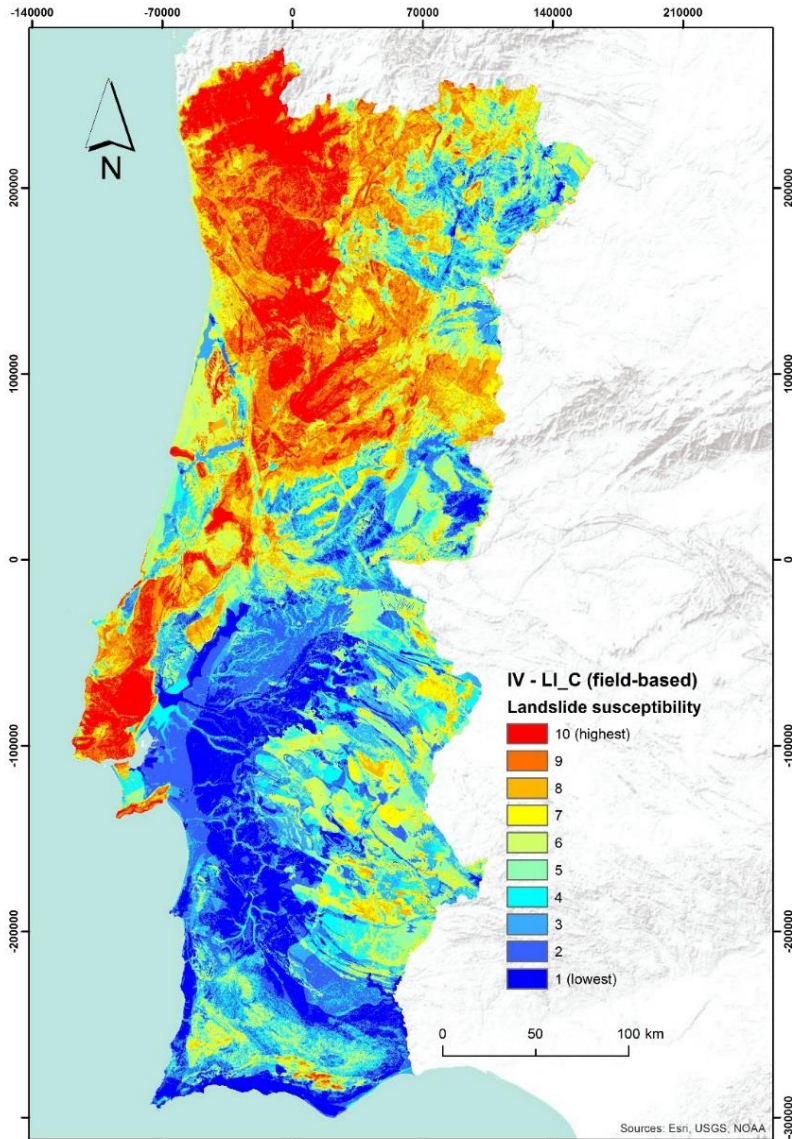 -140000 -70000 0 70000 140000 210000
N
200000 200000
100000 100000
0 0
-100000 -100000
-200000 -200000
-300000
IV - LI_C (field-based)
Landslide susceptibility
10 (highest)
9
8
7
6
5
4
3
2
1 (lowest)
0 50 100 km
Sources: Esri, USGS, NOAA